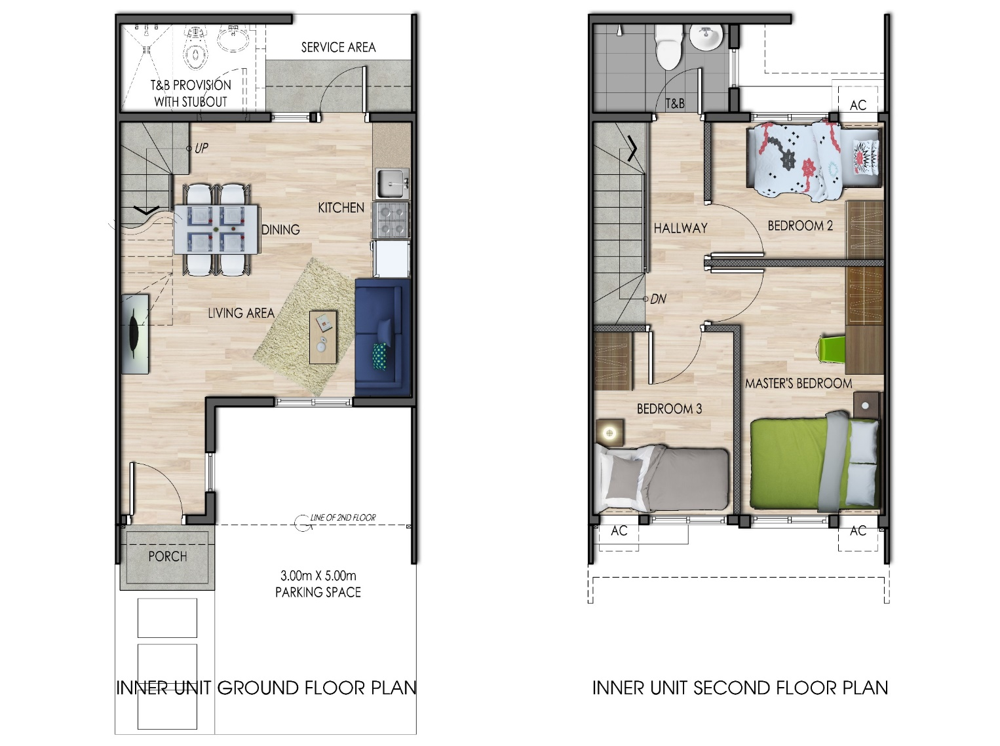 SERVICE AREA
T&B PROVISION
WITH STUBOUT
UP
KITCHEN
DINING
LIVING AREA
LINE OF 2ND FLOOR
PORCH
3.00m X 5.00m
PARKING SPACE
INNER UNIT GROUND FLOOR PLAN
T&B
AC
HALLWAY
BEDROOM 2
DN
MASTER'S BEDROOM
BEDROOM 3
AC
AC
INNER UNIT SECOND FLOOR PLAN